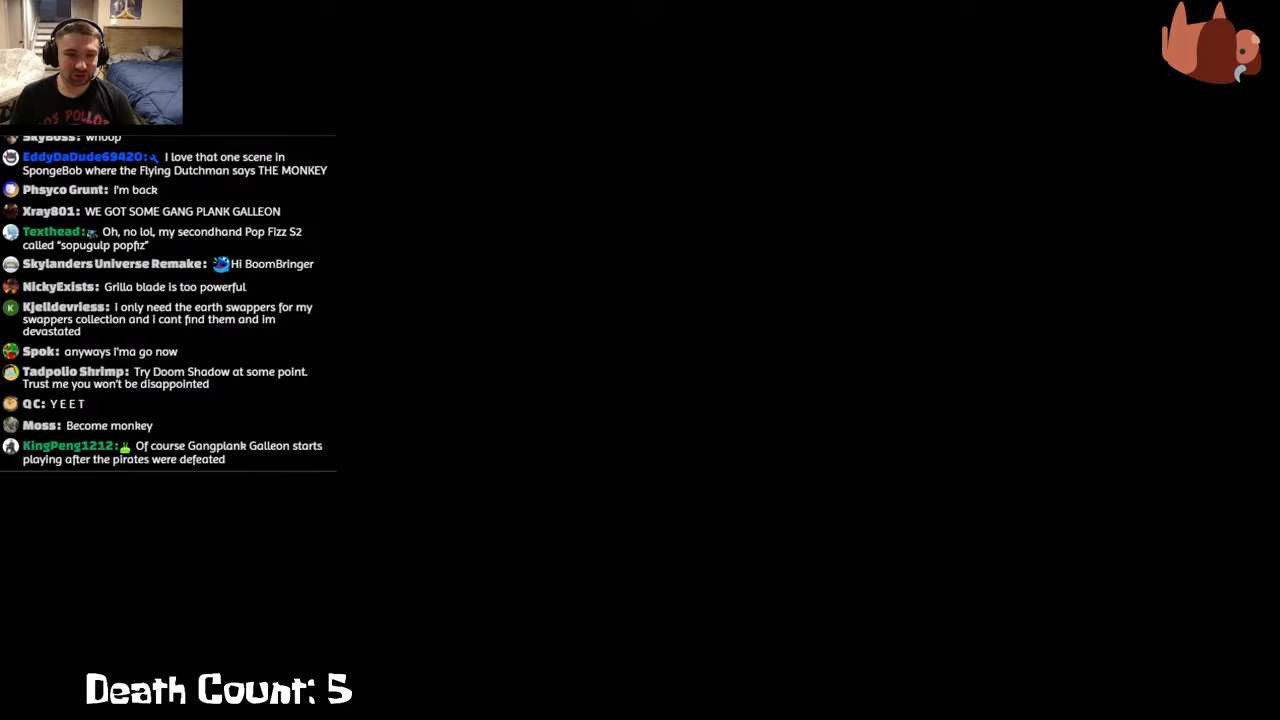 SkyBoss: whoop
EddyDaDude69420: I love that one scene in
SpongeBob where the Flying Dutchman says THE MONKEY
Phsyco Grunt: I'm back
Xray801: WE GOT SOME GANG PLANK GALLEON
Texthead: Oh, no lol, my secondhand Pop Fizz S2
called “sopugulp popfiz”
Skylanders Universe Remake: Hi BoomBringer
NickyExists: Grilla blade is too powerful
K Kjelldevriess: i only need the earth swappers for my
swappers collection and i cant find them and im
devastated
Spok: anyways I'ma go now
Tadpolio Shrimp: Try Doom Shadow at some point.
Trust me you won't be disappointed
QC: Y E E T
Moss: Become monkey
KingPeng1212: Of course Gangplank Galleon starts
playing after the pirates were defeated
Death Count: 5